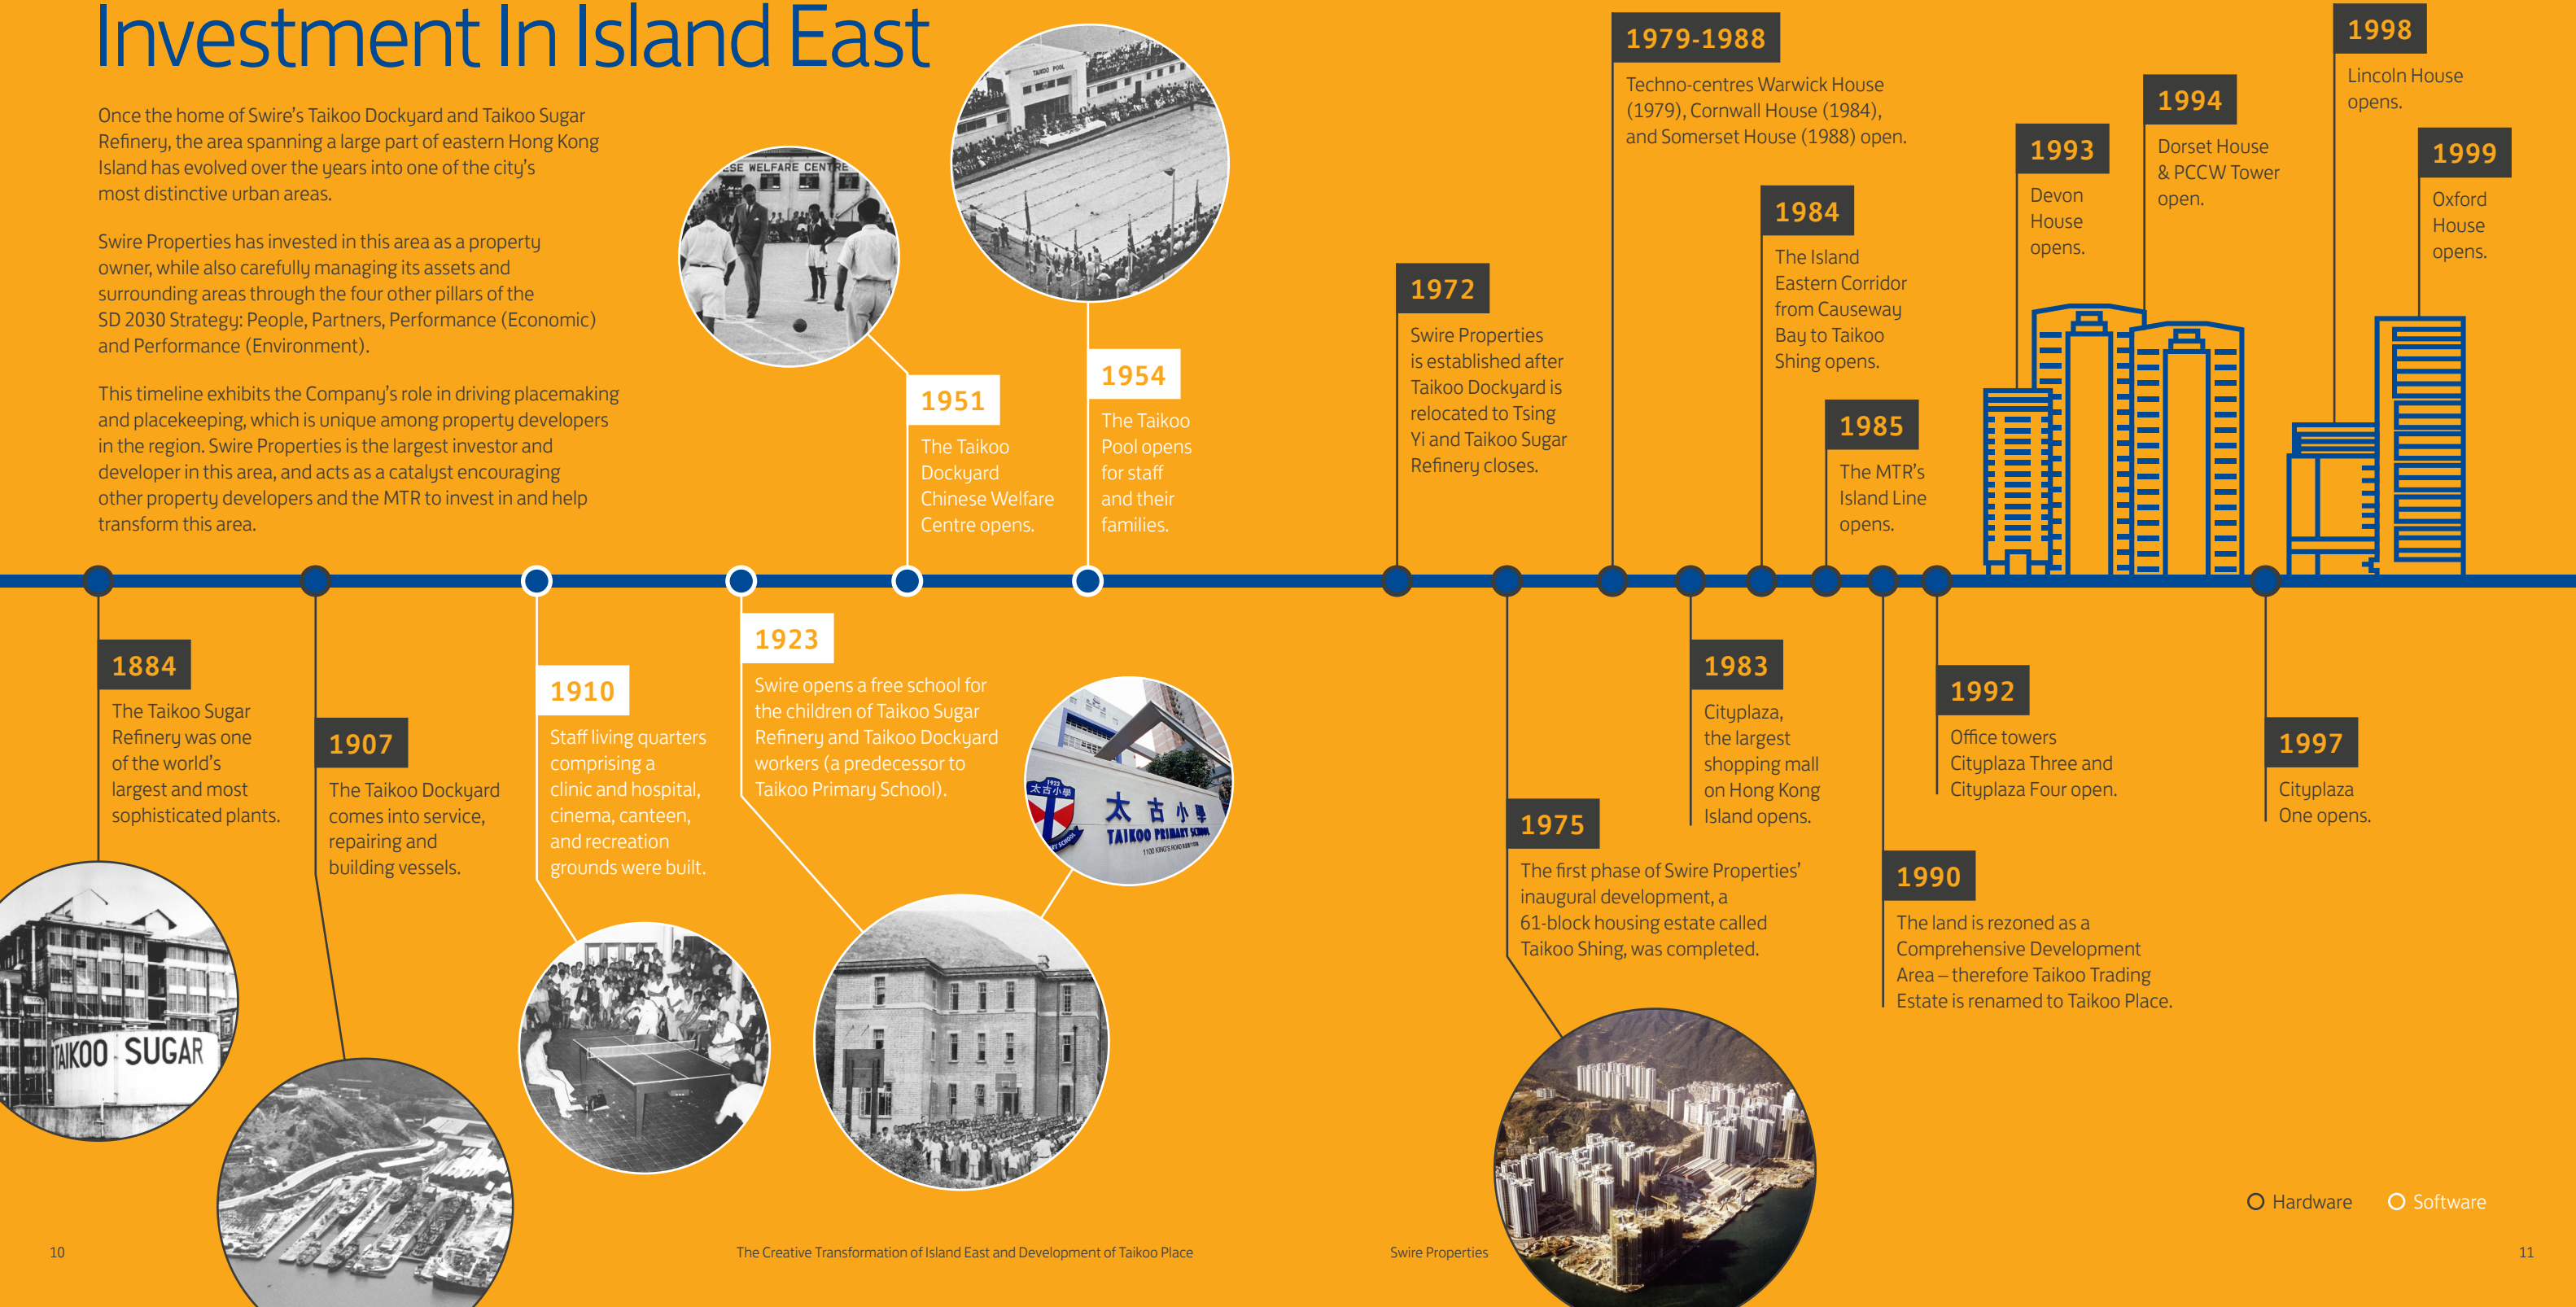 Investment In Island East
Once the home of Swire's Taikoo Dockyard and Taikoo Sugar
Refinery, the area spanning a large part of eastern Hong Kong
Island has evolved over the years into one of the city's
most distinctive urban areas.
Swire Properties has invested in this area as a property
owner, while also carefully managing its assets and
surrounding areas through the four other pillars of the
SD 2030 Strategy: People, Partners, Performance (Economic)
and Performance (Environment).
This timeline exhibits the Company's role in driving placemaking
and placekeeping, which is unique among property developers
in the region. Swire Properties is the largest investor and
developer in this area, and acts as a catalyst encouraging
other property developers and the MTR to invest in and help
transform this area.
1884
The Taikoo Sugar
Refinery was one
of the world's
largest and most
sophisticated plants.
TAIKOO SUGAR
1907
The Taikoo Dockyard
comes into service,
repairing and
building vessels.
1910
Staff living quarters
comprising a
clinic and hospital,
cinema, canteen,
and recreation
grounds were built.
1923
Swire opens a free school for
the children of Taikoo Sugar
Refinery and Taikoo Dockyard
workers (a predecessor to
Taikoo Primary School).
1923
太古小學
RY SCHOOL
太古小學
TAIKOO PRIMARY SCHOOL
1100 KING'S ROAD
ESE WELFARE CENTRE
1951
The Taikoo
Dockyard
Chinese Welfare
Centre opens.
TAIKOO POOL
1954
The Taikoo
Pool opens
for staff
and their
families.
1972
Swire Properties
is established after
Taikoo Dockyard is
relocated to Tsing
Yi and Taikoo Sugar
Refinery closes.
1975
The first phase of Swire Properties'
inaugural development, a
61-block housing estate called
Taikoo Shing, was completed.
1979-1988
Techno-centres Warwick House
(1979), Cornwall House (1984),
and Somerset House (1988) open.
1983
Cityplaza,
the largest
shopping mall
on Hong Kong
Island opens.
1984
The Island
Eastern Corridor
from Causeway
Bay to Taikoo
Shing opens.
1985
The MTR's
Island Line
opens.
1990
The land is rezoned as a
Comprehensive Development
Area – therefore Taikoo Trading
Estate is renamed to Taikoo Place.
1992
Office towers
Cityplaza Three and
Cityplaza Four open.
1993
Devon
House
opens.
1994
Dorset House
& PCCW Tower
open.
1997
Cityplaza
One opens.
1998
Lincoln House
opens.
1999
Oxford
House
opens.
Hardware
Software
10
The Creative Transformation of Island East and Development of Taikoo Place
Swire Properties
11